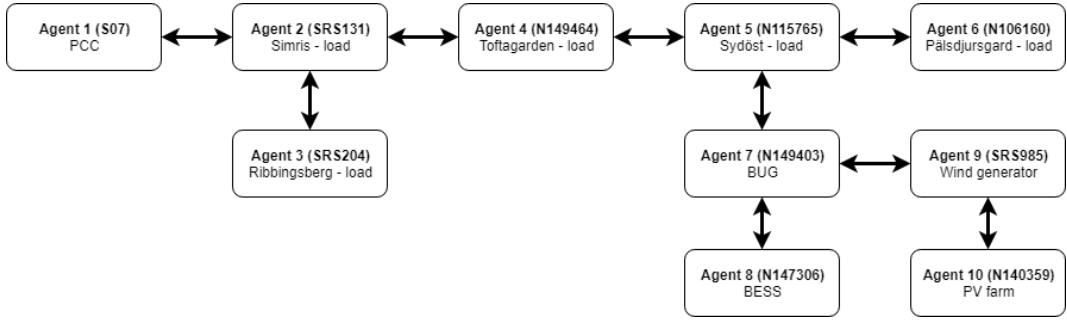 Agent 1 (S07)
PCC
Agent 2 (SRS131)
Simris - load
Agent 4 (N149464)
Toftagarden - load
Agent 5 (N115765)
Sydöst - load
Agent 6 (N106160)
Pälsdjursgard - load
Agent 3 (SRS204)
Ribbingsberg - load
Agent 7 (N149403)
BUG
Agent 9 (SRS985)
Wind generator
Agent 8 (N147306)
BESS
Agent 10 (N140359)
PV farm